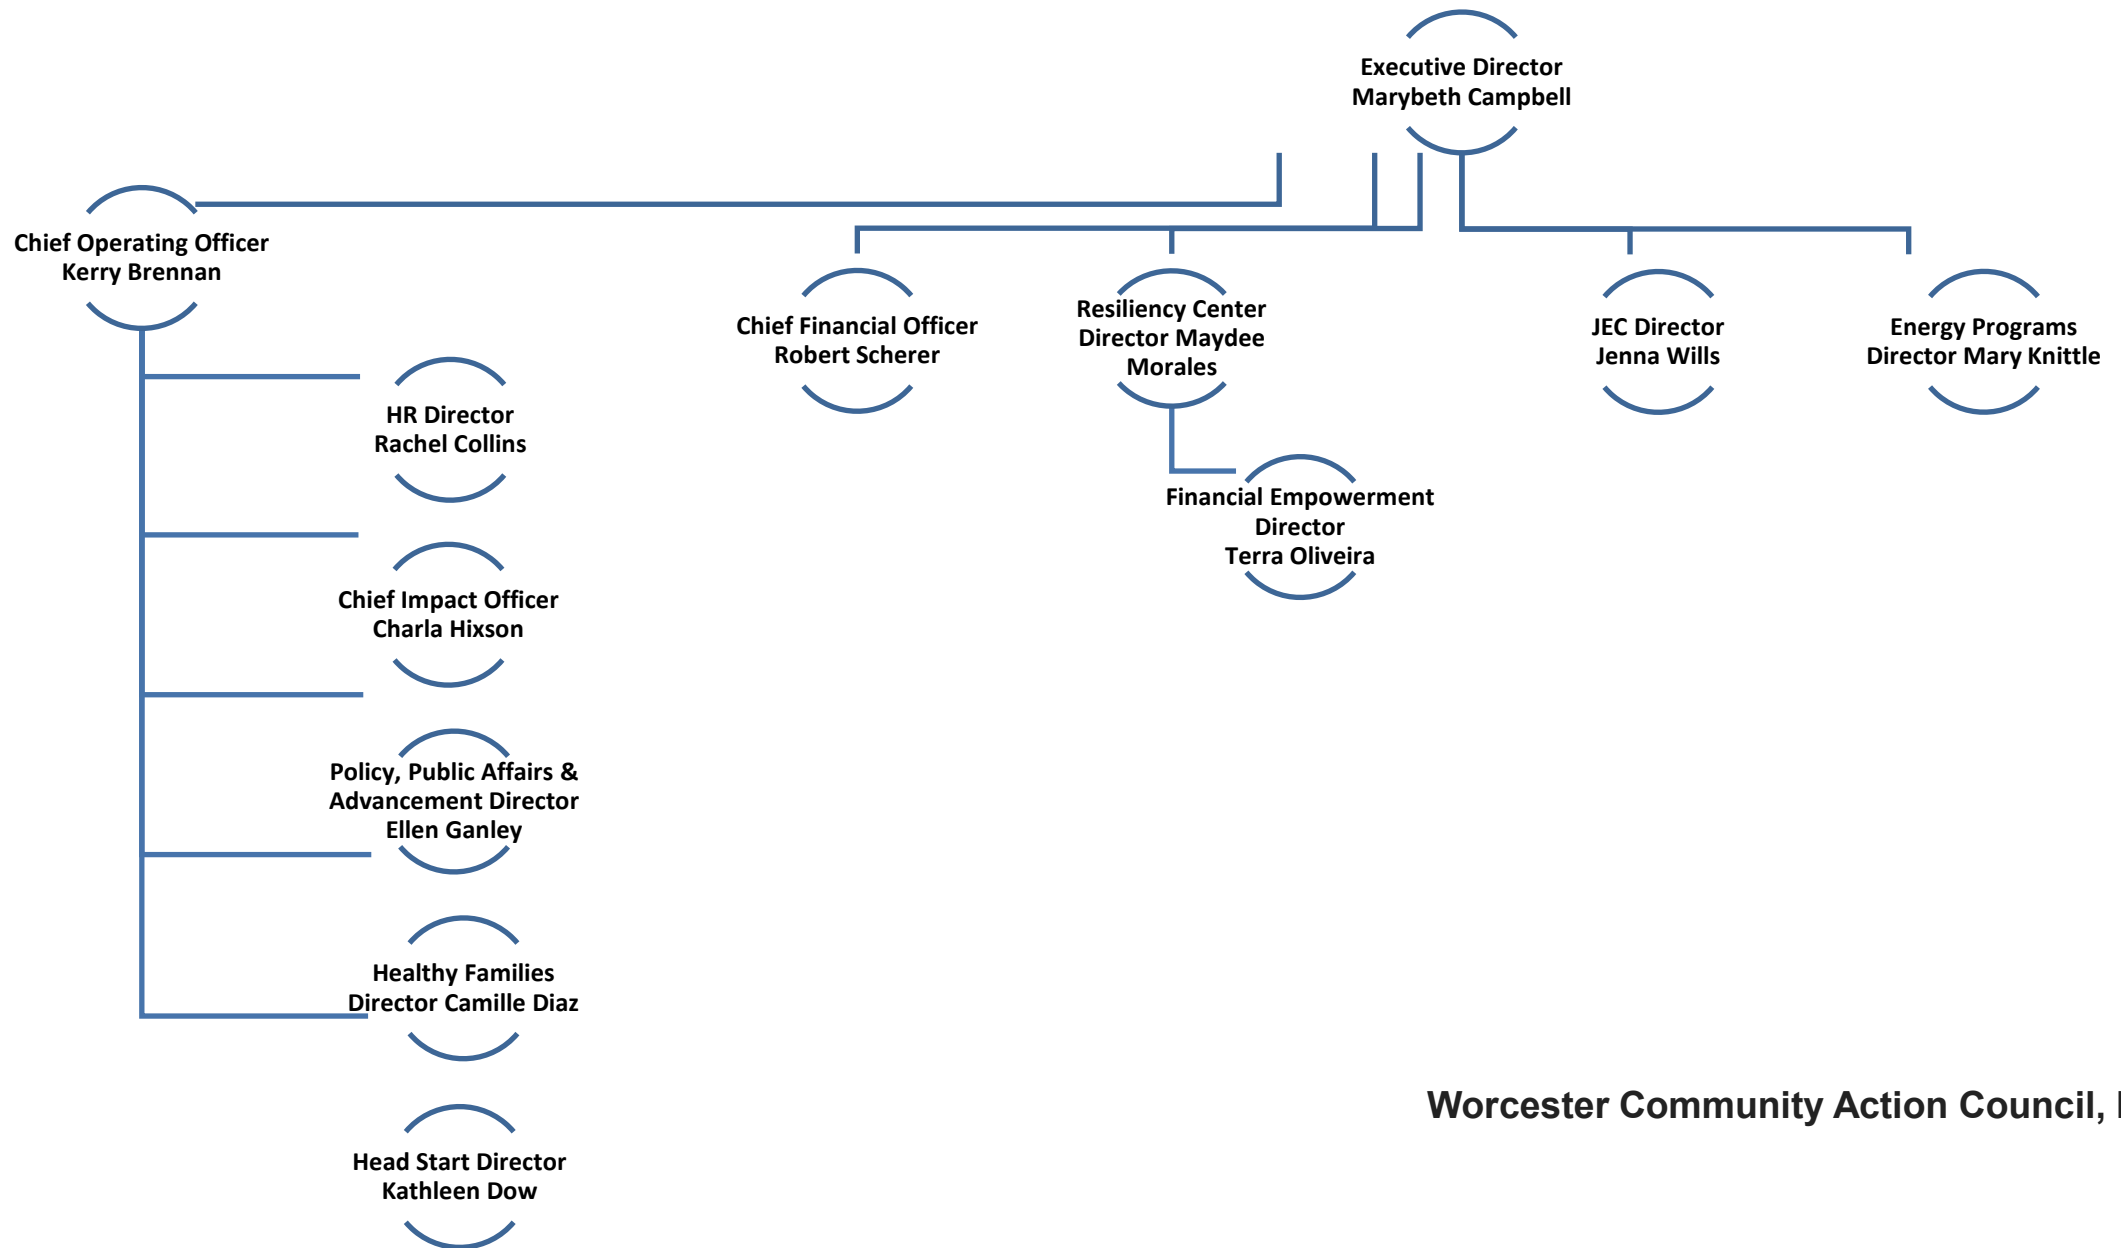 Executive Director
Marybeth Campbell
Chief Operating Officer
Kerry Brennan
Chief Financial Officer
Robert Scherer
Resiliency Center
Director Maydee
Morales
JEC Director
Jenna Wills
Energy Programs
Director Mary Knittle
HR Director
Rachel Collins
Financial Empowerment
Director
Terra Oliveira
Chief Impact Officer
Charla Hixson
Policy, Public Affairs &
Advancement Director
Ellen Ganley
Healthy Families
Director Camille Diaz
Head Start Director
Kathleen Dow
Worcester Community Action Council,